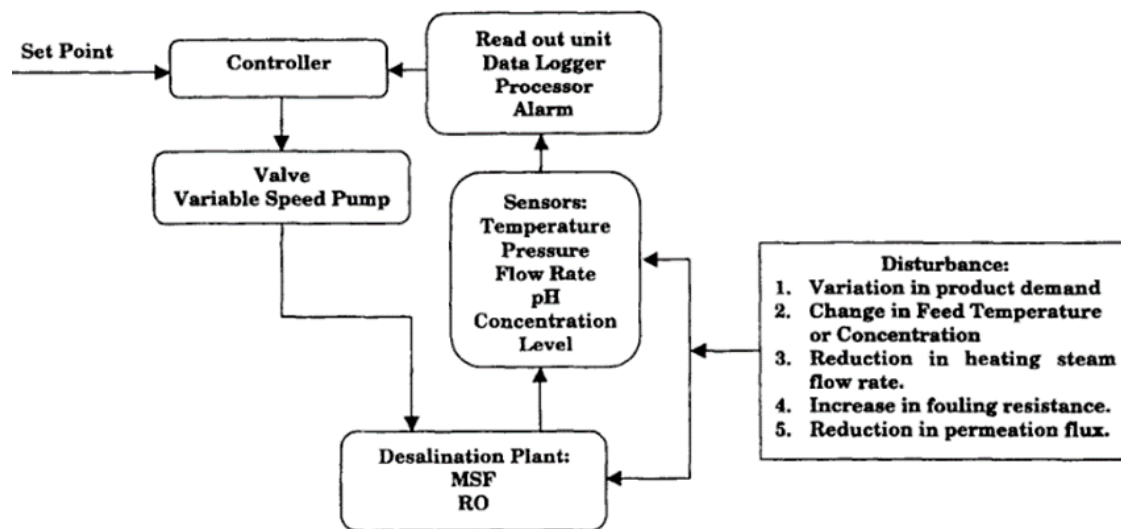 Set Point
Controller
Read out unit
Data Logger
Processor
Alarm
Valve
Variable Speed Pump
Sensors:
Temperature
Pressure
Flow Rate
pH
Concentration
Level
Disturbance:
1. Variation in product demand
2. Change in Feed Temperature
or Concentration
3. Reduction in heating steam
flow rate.
4. Increase in fouling resistance.
5. Reduction in permeation flux.
Desalination Plant:
MSF
RO